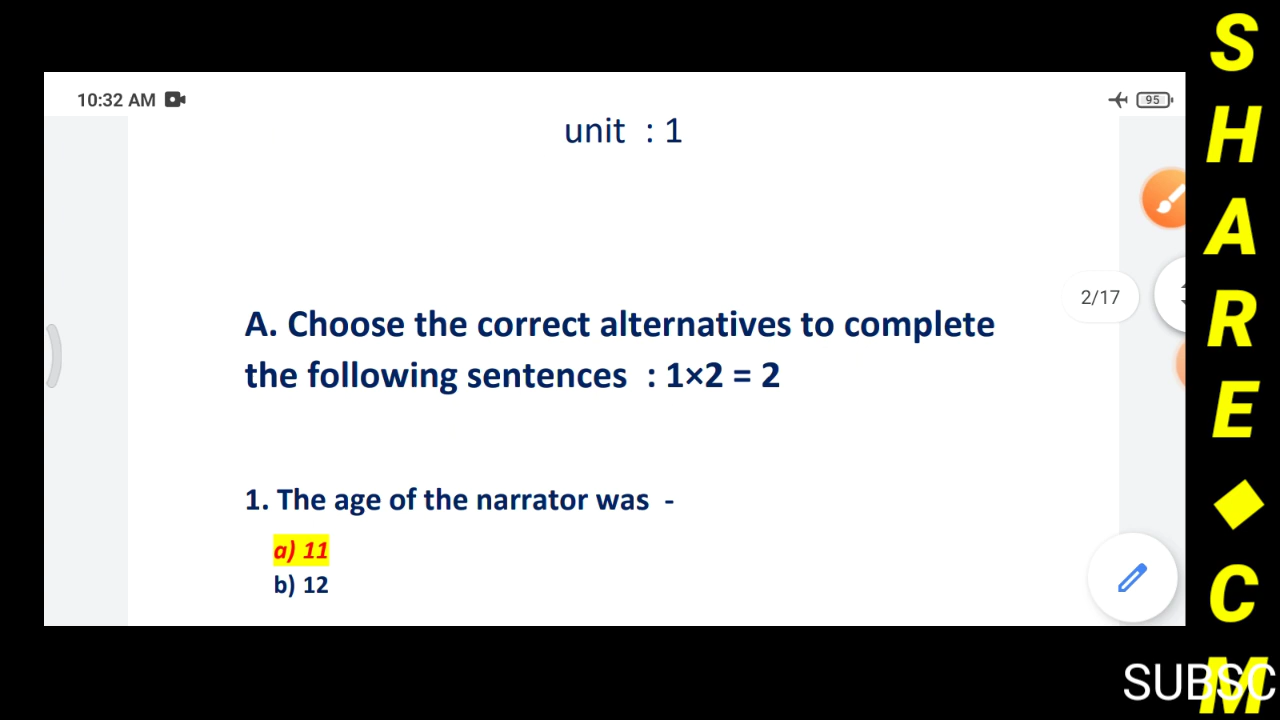 10:32 AM
95
unit : 1
A. Choose the correct alternatives to complete
the following sentences : 1×2 = 2
2/17
1. The age of the narrator was -
a) 11
b) 12
S
H
A
R
E
◆
C
M
SUBSC